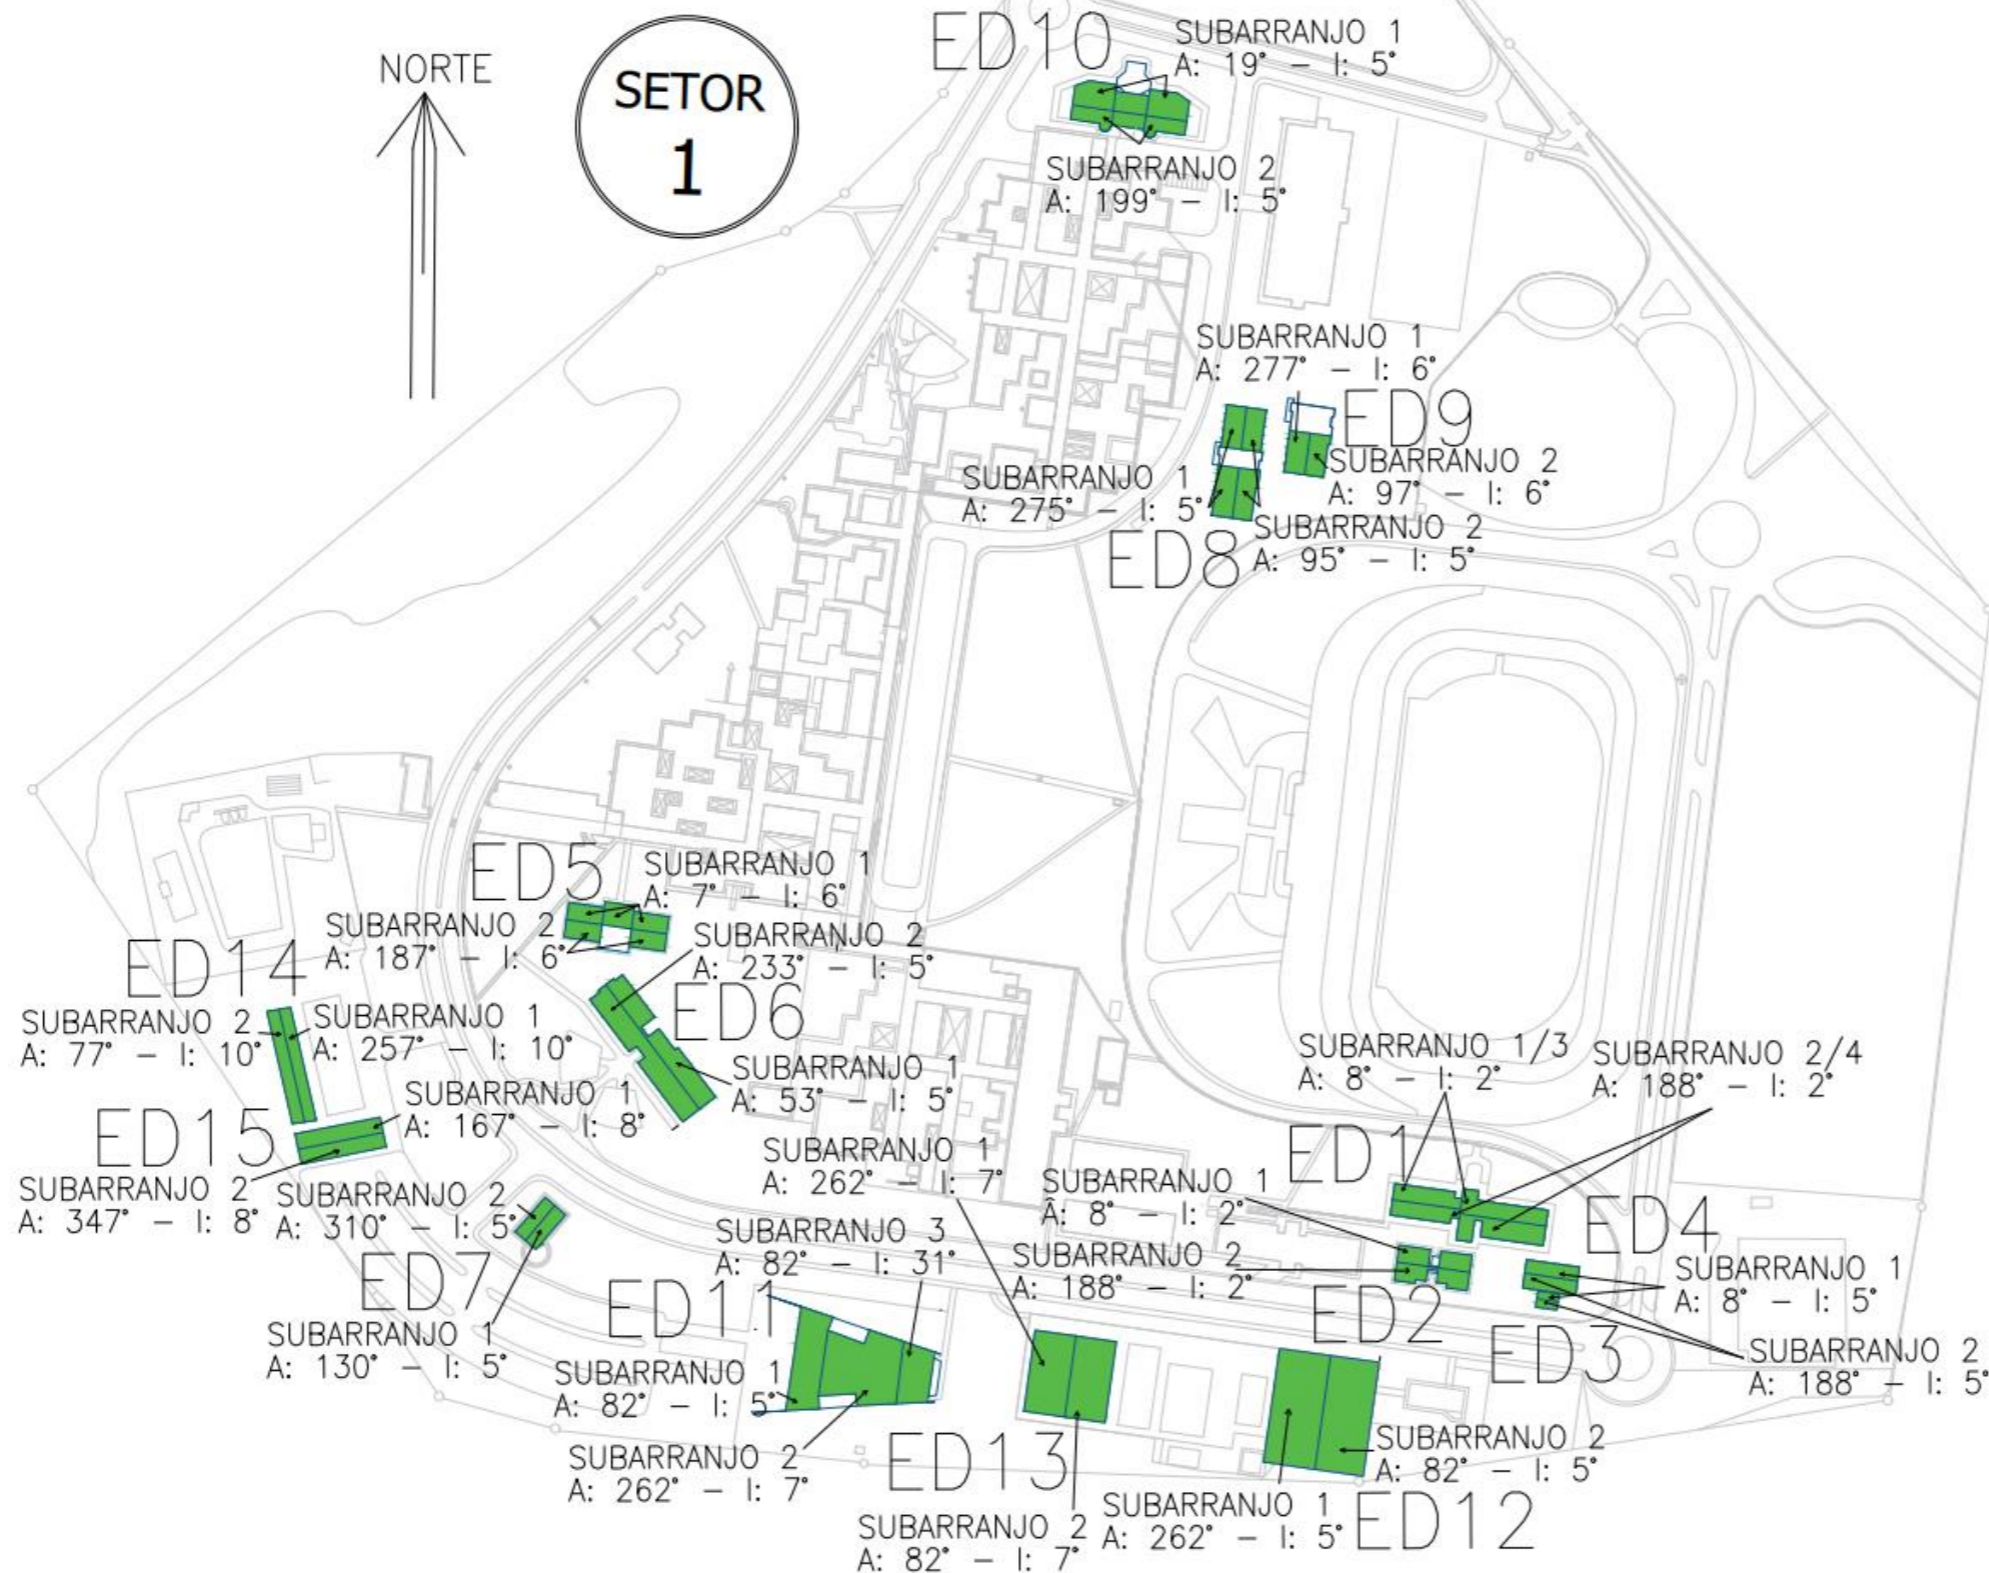 NORTE
SETOR
1
ED10
SUBARRANJO 1
A: 19° – I: 5°
SUBARRANJO 2
A: 199° – I: 5°
SUBARRANJO 1
A: 277° – I: 6°
ED9
SUBARRANJO 2
A: 97° – I: 6°
SUBARRANJO 1
A: 275° – I: 5°
SUBARRANJO 2
A: 95° – I: 5°
ED8
ED5
SUBARRANJO 1
A: 7° – I: 6°
SUBARRANJO 2
A: 187° – I: 6°
SUBARRANJO 2
A: 233° – I: 5°
ED6
SUBARRANJO 1
A: 53° – I: 5°
ED14
SUBARRANJO 2
A: 77° – I: 10°
SUBARRANJO 1
A: 257° – I: 10°
SUBARRANJO 1
A: 167° – I: 8°
ED15
SUBARRANJO 2
A: 347° – I: 8°
SUBARRANJO 2
A: 310° – I: 5°
ED7
SUBARRANJO 1
A: 130° – I: 5°
SUBARRANJO 1/3
A: 8° – I: 2°
SUBARRANJO 2/4
A: 188° – I: 2°
ED1
SUBARRANJO 1
A: 262° – I: 7°
SUBARRANJO 1
A: 8° – I: 2°
SUBARRANJO 3
A: 82° – I: 31°
SUBARRANJO 2
A: 188° – I: 2°
ED4
SUBARRANJO 1
A: 8° – I: 5°
ED11
ED2
ED3
SUBARRANJO 2
A: 188° – I: 5°
SUBARRANJO 1
A: 82° – I: 5°
SUBARRANJO 2
A: 262° – I: 7°
ED13
SUBARRANJO 2
A: 82° – I: 5°
SUBARRANJO 2
A: 82° – I: 7°
SUBARRANJO 1
A: 262° – I: 5°
ED12